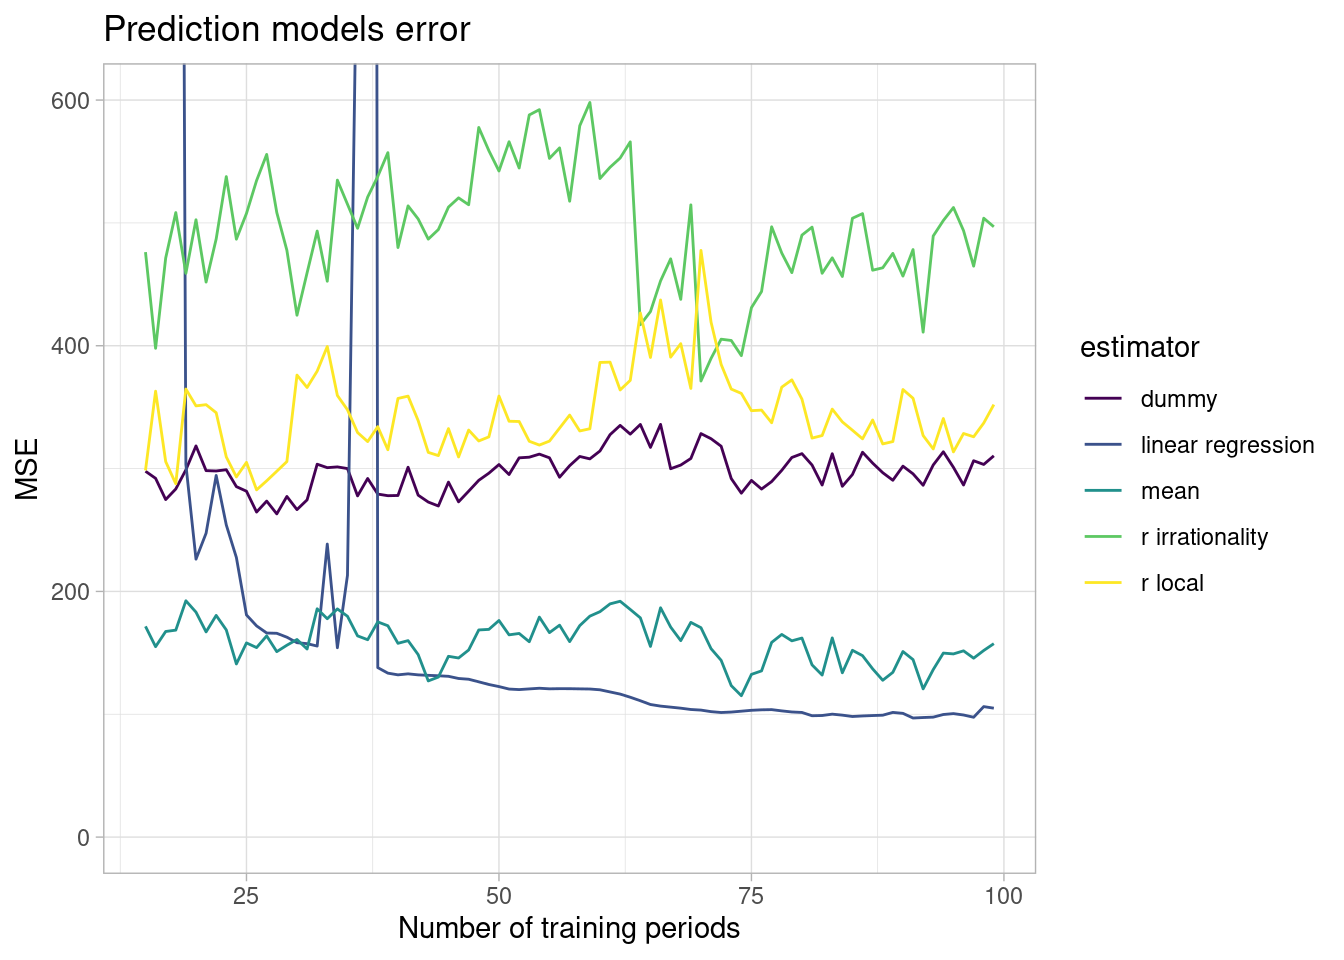 Prediction models error
600
400
200
0
MSE
25 50 75 100
Number of training periods
estimator
dummy
linear regression
mean
r irrationality
r local